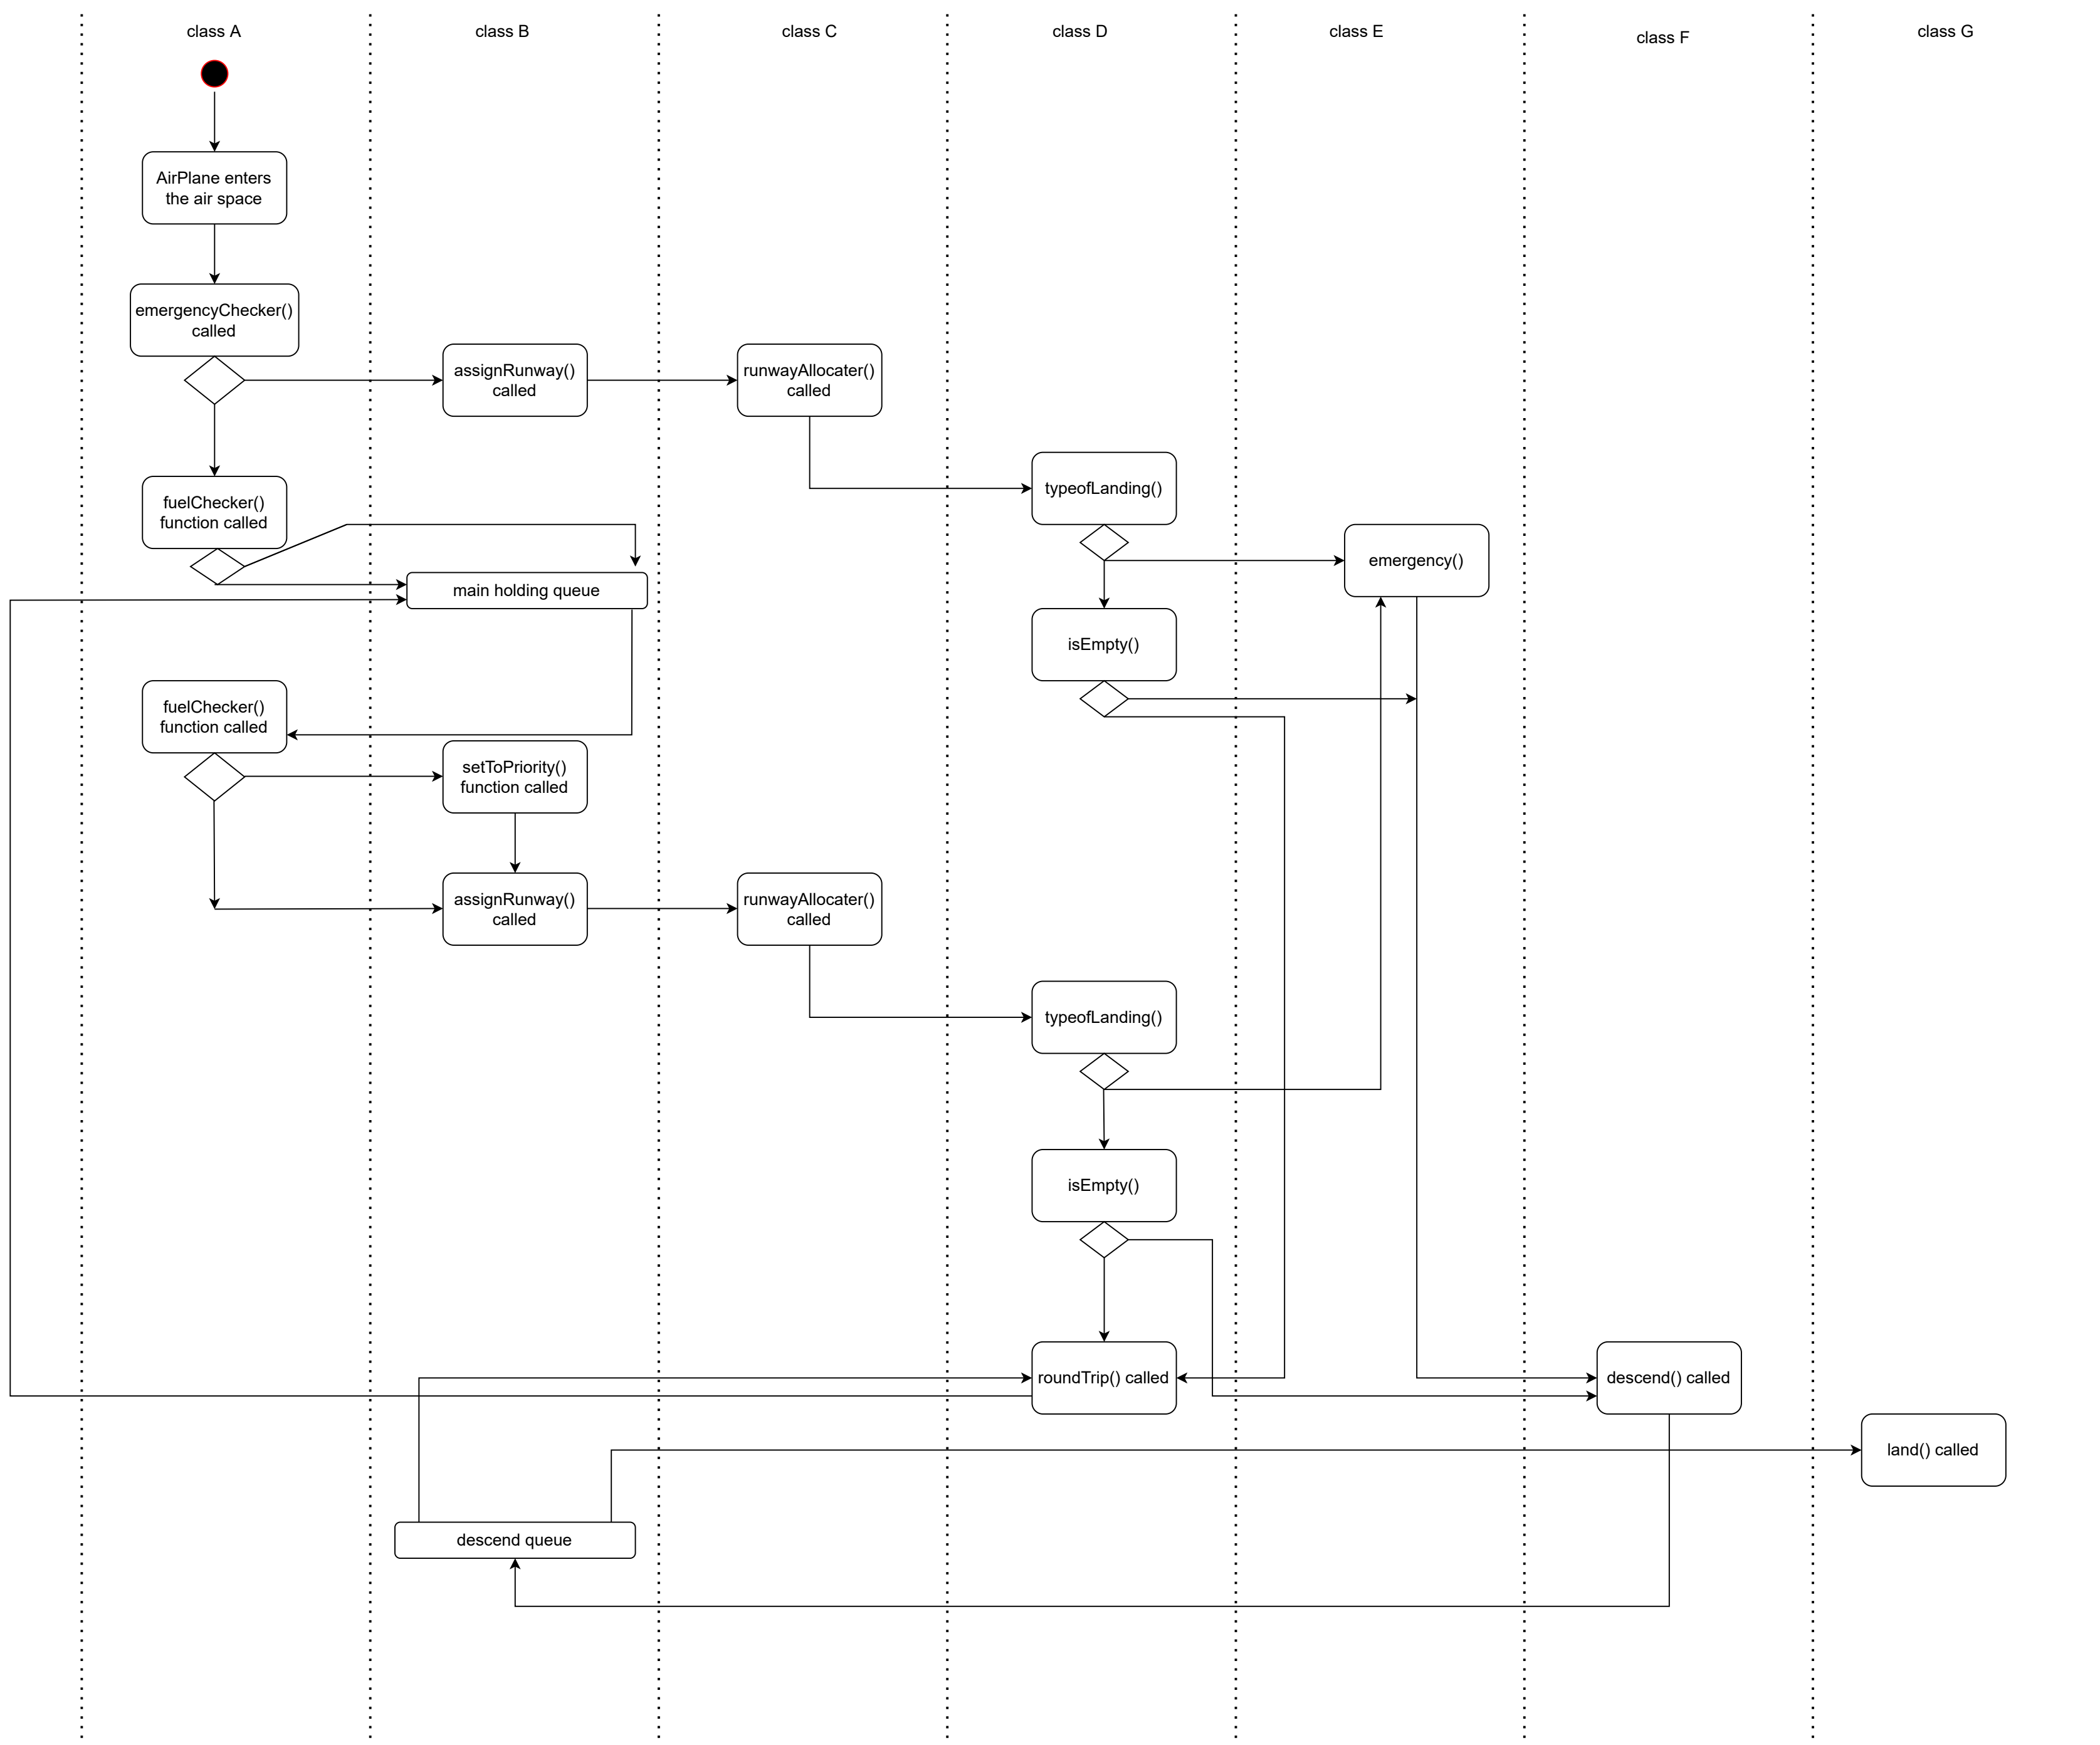 class A
class B
class C
class D
class E
class F
class G
AirPlane enters
the air space
emergencyChecker()
called
assignRunway()
called
runwayAllocater()
called
typeofLanding()
fuelChecker()
function called
emergency()
main holding queue
isEmpty()
fuelChecker()
function called
setToPriority()
function called
assignRunway()
called
runwayAllocater()
called
typeofLanding()
isEmpty()
roundTrip() called
descend() called
land() called
descend queue